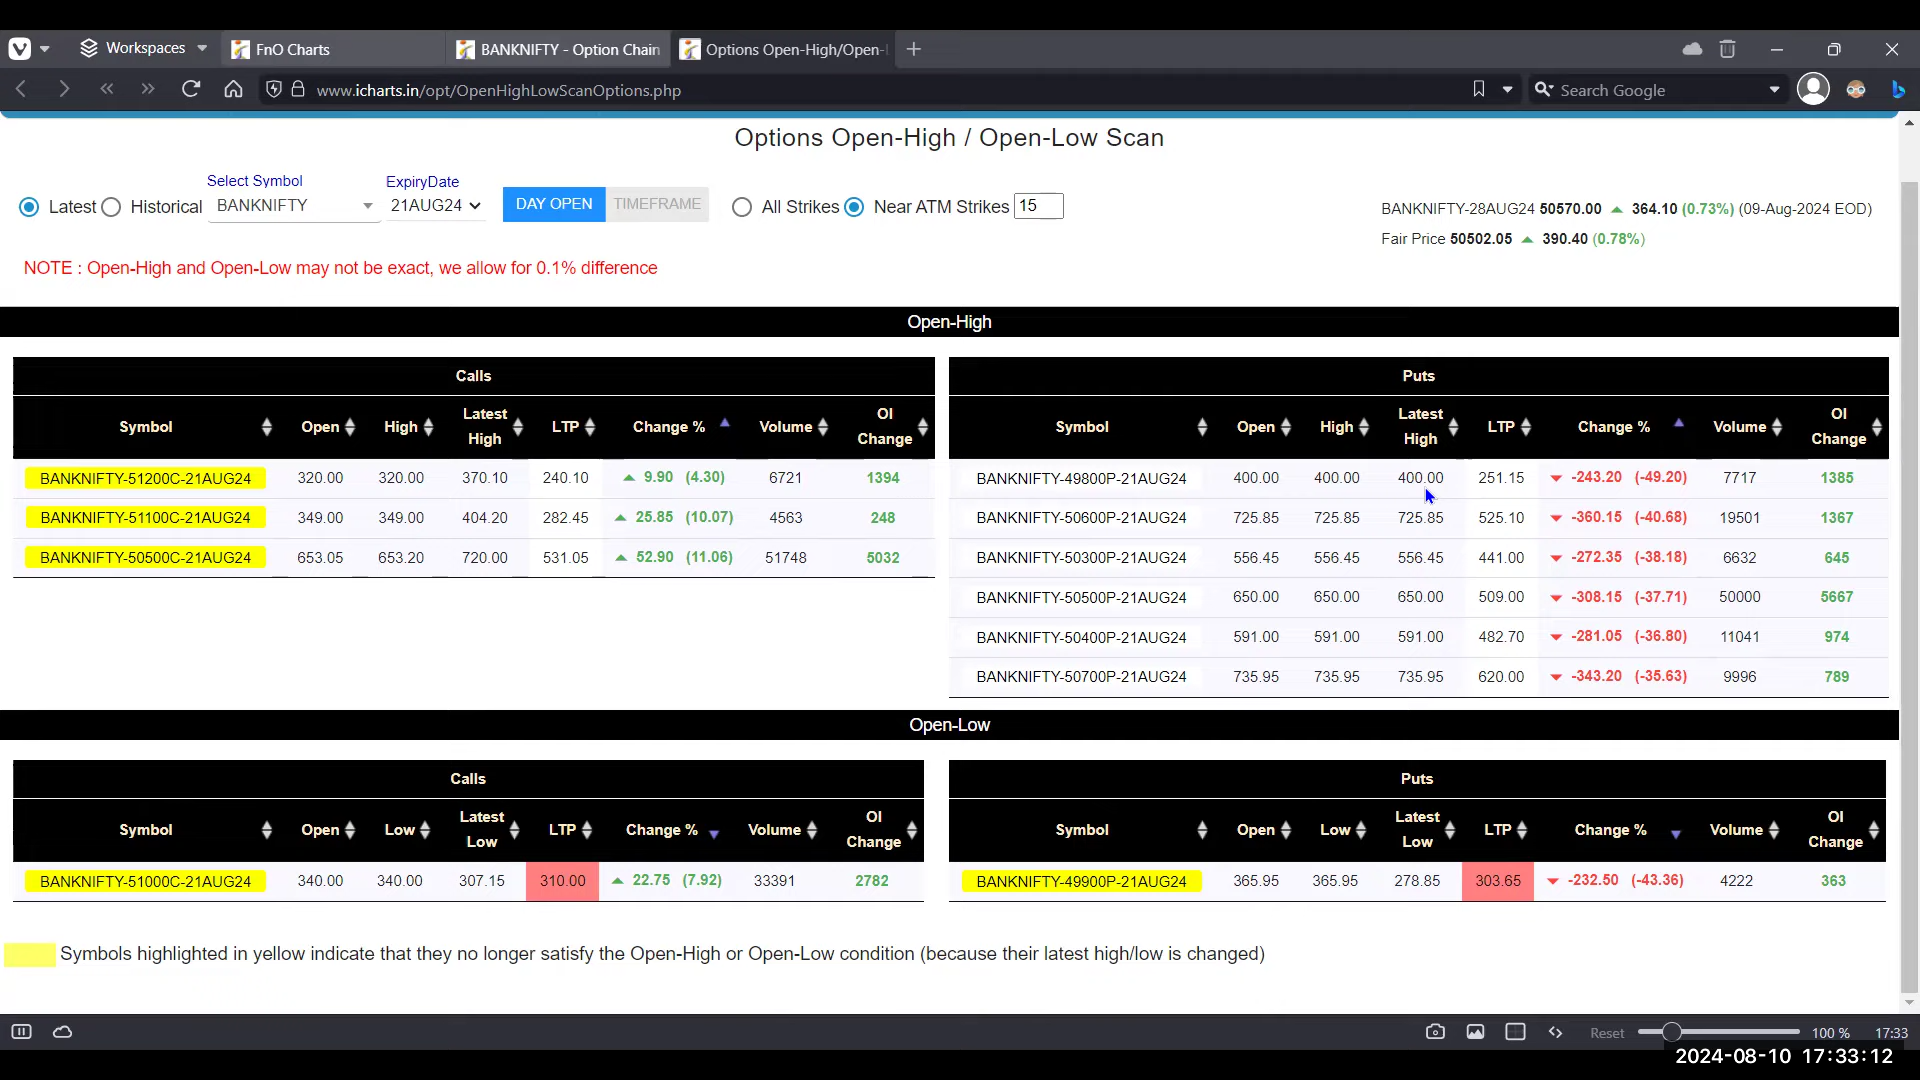 Workspaces
FnO Charts
BANKNIFTY - Option Chain
Options Open-High/Open-
www.icharts.in/opt/OpenHighLowScanOptions.php
Search Google
Options Open-High / Open-Low Scan
Select Symbol
ExpiryDate
Latest Historical BANKNIFTY 21AUG24 DAY OPEN TIMEFRAME All Strikes Near ATM Strikes 15
BANKNIFTY-28AUG24 50570.00 364.10 (0.73%) (09-Aug-2024 EOD)
Fair Price 50502.05 390.40 (0.78%)
NOTE : Open-High and Open-Low may not be exact, we allow for 0.1% difference
Open-High
Calls
Symbol Open High Latest High LTP Change % Volume OI Change
BANKNIFTY-51200C-21AUG24 320.00 320.00 370.10 240.10 9.90 (4.30) 6721 1394
BANKNIFTY-51100C-21AUG24 349.00 349.00 404.20 282.45 25.85 (10.07) 4563 248
BANKNIFTY-50500C-21AUG24 653.05 653.20 720.00 531.05 52.90 (11.06) 51748 5032
Puts
Symbol Open High Latest High LTP Change % Volume OI Change
BANKNIFTY-49800P-21AUG24 400.00 400.00 400.00 251.15 -243.20 (-49.20) 7717 1385
BANKNIFTY-50600P-21AUG24 725.85 725.85 725.85 525.10 -360.15 (-40.68) 19501 1367
BANKNIFTY-50300P-21AUG24 556.45 556.45 556.45 441.00 -272.35 (-38.18) 6632 645
BANKNIFTY-50500P-21AUG24 650.00 650.00 650.00 509.00 -308.15 (-37.71) 50000 5667
BANKNIFTY-50400P-21AUG24 591.00 591.00 591.00 482.70 -281.05 (-36.80) 11041 974
BANKNIFTY-50700P-21AUG24 735.95 735.95 735.95 620.00 -343.20 (-35.63) 9996 789
Open-Low
Calls
Symbol Open Low Latest Low LTP Change % Volume OI Change
BANKNIFTY-51000C-21AUG24 340.00 340.00 307.15 310.00 22.75 (7.92) 33391 2782
Puts
Symbol Open Low Latest Low LTP Change % Volume OI Change
BANKNIFTY-49900P-21AUG24 365.95 365.95 278.85 303.65 -232.50 (-43.36) 4222 363
Symbols highlighted in yellow indicate that they no longer satisfy the Open-High or Open-Low condition (because their latest high/low is changed)
Reset 100 % 17:33
2024-08-10 17:33:12